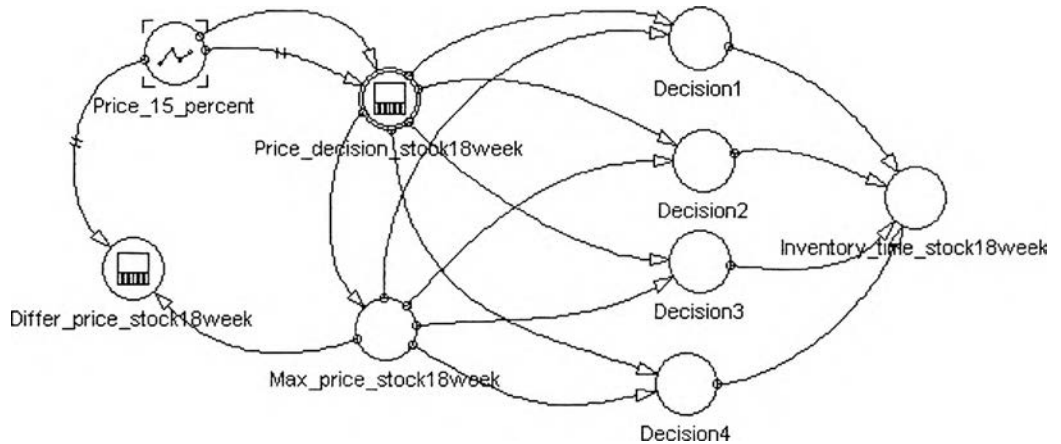 Decision1
Price_15_percent
Price_decision_stock18week
Decision2
Inventory_time_stock18week
Decision3
Differ_price_stock18week
Max_price_stock18week
Decision4